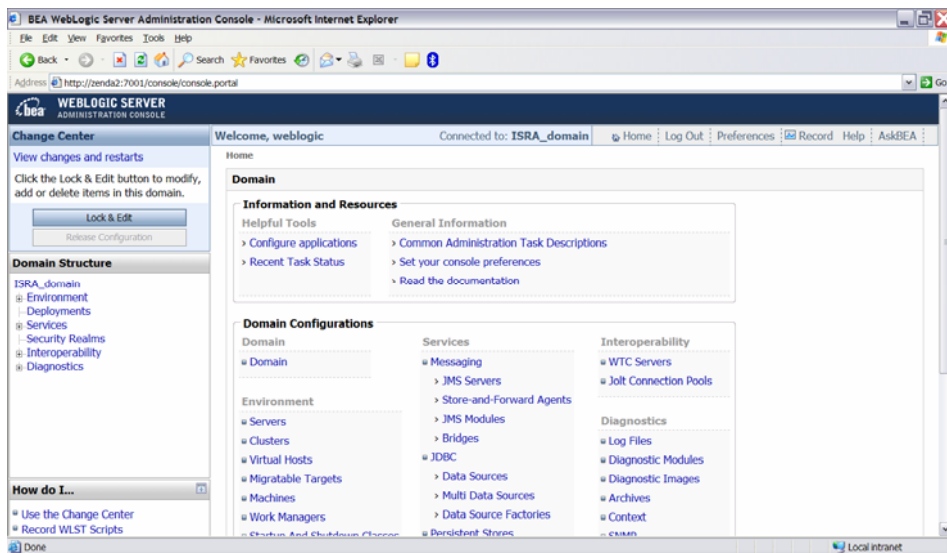 BEA WebLogic Server Administration Console - Microsoft Internet Explorer
File Edit View Favorites Tools Help
Back Search Favorites
Address http://zenda2:7001/console/console.portal Go
bea WEBLOGIC SERVER
ADMINISTRATION CONSOLE
Change Center
View changes and restarts
Click the Lock & Edit button to modify,
add or delete items in this domain.
Lock & Edit
Release Configuration
Domain Structure
ISRA_domain
Environment
Deployments
Services
Security Realms
Interoperability
Diagnostics
How do I...
Use the Change Center
Record WLST Scripts
Welcome, weblogic Connected to: ISRA_domain Home Log Out Preferences Record Help AskBEA
Home
Domain
Information and Resources
Helpful Tools
Configure applications
Recent Task Status
General Information
Common Administration Task Descriptions
Set your console preferences
Read the documentation
Domain Configurations
Domain
Domain
Environment
Servers
Clusters
Virtual Hosts
Migratable Targets
Machines
Work Managers
Startup And Shutdown Classes
Services
Messaging
JMS Servers
Store-and-Forward Agents
JMS Modules
Bridges
JDBC
Data Sources
Multi Data Sources
Data Source Factories
Persistent Stores
Interoperability
WTC Servers
Jolt Connection Pools
Diagnostics
Log Files
Diagnostic Modules
Diagnostic Images
Archives
Context
SNMP
Done Local intranet